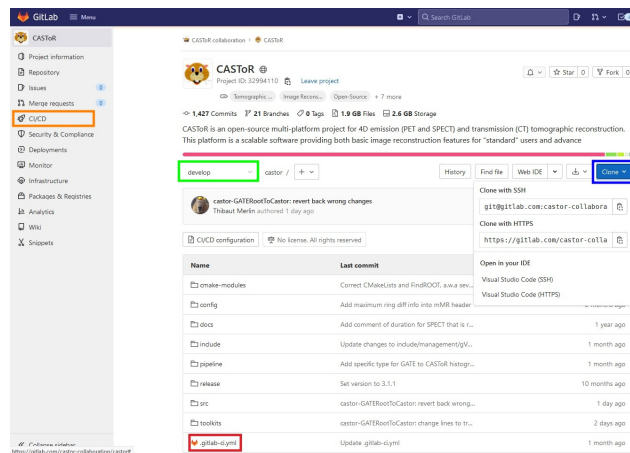 GitLab Menu Search GitLab
CASToR
Project information
Repository
Issues 0
Merge requests 0
CI/CD
Security & Compliance
Deployments
Monitor
Infrastructure
Packages & Registries
Analytics
Wiki
Snippets
Collapse sidebar
https://gitlab.com/castor-collaboration/castor#
CASToR collaboration › CASToR
CASToR
Project ID: 32994110 Leave project
Star 0 Fork 0
Tomographic ... Image Recons... Open-Source + 7 more
1,427 Commits 21 Branches 0 Tags 1.9 GB Files 2.6 GB Storage
CASToR is an open-source multi-platform project for 4D emission (PET and SPECT) and transmission (CT) tomographic reconstruction.
This platform is a scalable software providing both basic image reconstruction features for "standard" users and advance
develop castor / + History Find file Web IDE Clone
castor-GATERootToCastor: revert back wrong changes
Thibaut Merlin authored 1 day ago
Clone with SSH
git@gitlab.com:castor-collabora
Clone with HTTPS
https://gitlab.com/castor-colla
Open in your IDE
Visual Studio Code (SSH)
Visual Studio Code (HTTPS)
CI/CD configuration No license. All rights reserved
Name Last commit
cmake-modules Correct CMakeLists and FindROOT, a.w.a sev...
config Add maximum ring diff info into mMR header
docs Add comment of duration for SPECT that is r... 1 year ago
include Update changes to include/management/gV... 1 month ago
pipeline Add specific type for GATE to CASToR histogr... 1 month ago
release Set version to 3.1.1 10 months ago
src castor-GATERootToCastor: revert back wrong... 1 day ago
toolkits castor-GATERootToCastor: change lines to tr... 2 days ago
.gitlab-ci.yml Update .gitlab-ci.yml 1 month ago